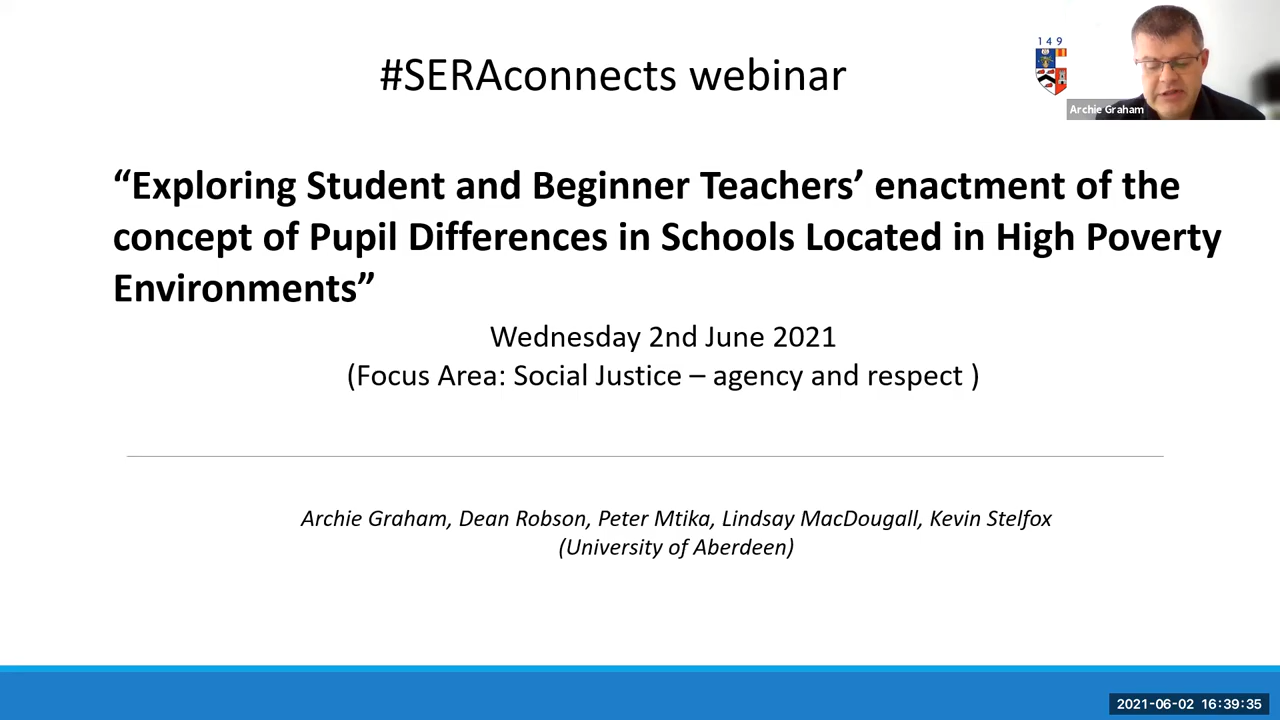 #SERAconnects webinar
149
Archie Graham
“Exploring Student and Beginner Teachers’ enactment of the
concept of Pupil Differences in Schools Located in High Poverty
Environments”
Wednesday 2nd June 2021
(Focus Area: Social Justice – agency and respect )
Archie Graham, Dean Robson, Peter Mtika, Lindsay MacDougall, Kevin Stelfox
(University of Aberdeen)
2021-06-02 16:39:35